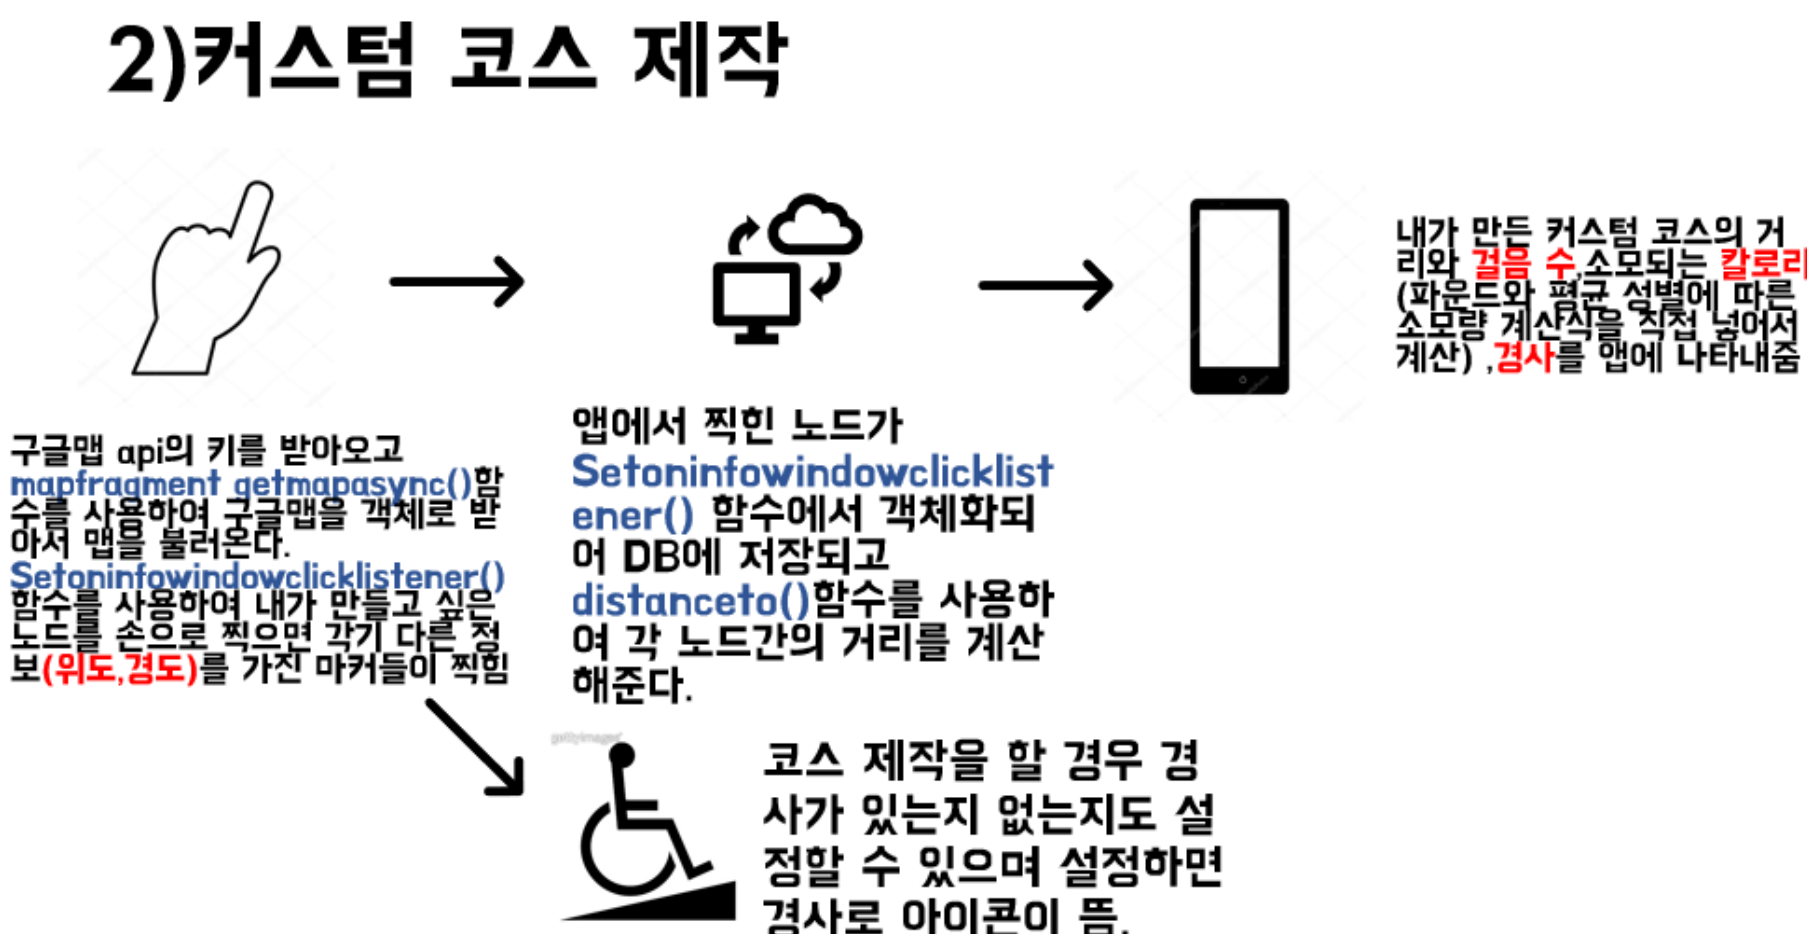 2)커스텀 코스 제작
구글맵 api의 키를 받아오고
mapfragment getmapasync()함
수를 사용하여 구글맵을 객체로 받
아서 맵을 불러온다.
Setoninfowindowclicklistener()
함수를 사용하여 내가 만들고 싶은
노드를 손으로 찍으면 각기 다른 정
보(위도,경도)를 가진 마커들이 찍힘
앱에서 찍힌 노드가
Setoninfowindowclicklist
ener() 함수에서 객체화되
어 DB에 저장되고
distanceto()함수를 사용하
여 각 노드간의 거리를 계산
해준다.
내가 만든 커스텀 코스의 거
리와 걸음 수,소모되는 칼로리
(파운드와 평균 성별에 따른
소모량 계산식을 직접 넣어서
계산) ,경사를 앱에 나타내줌
gettyimages
코스 제작을 할 경우 경
사가 있는지 없는지도 설
정할 수 있으며 설정하면
경사로 아이콘이 뜸.